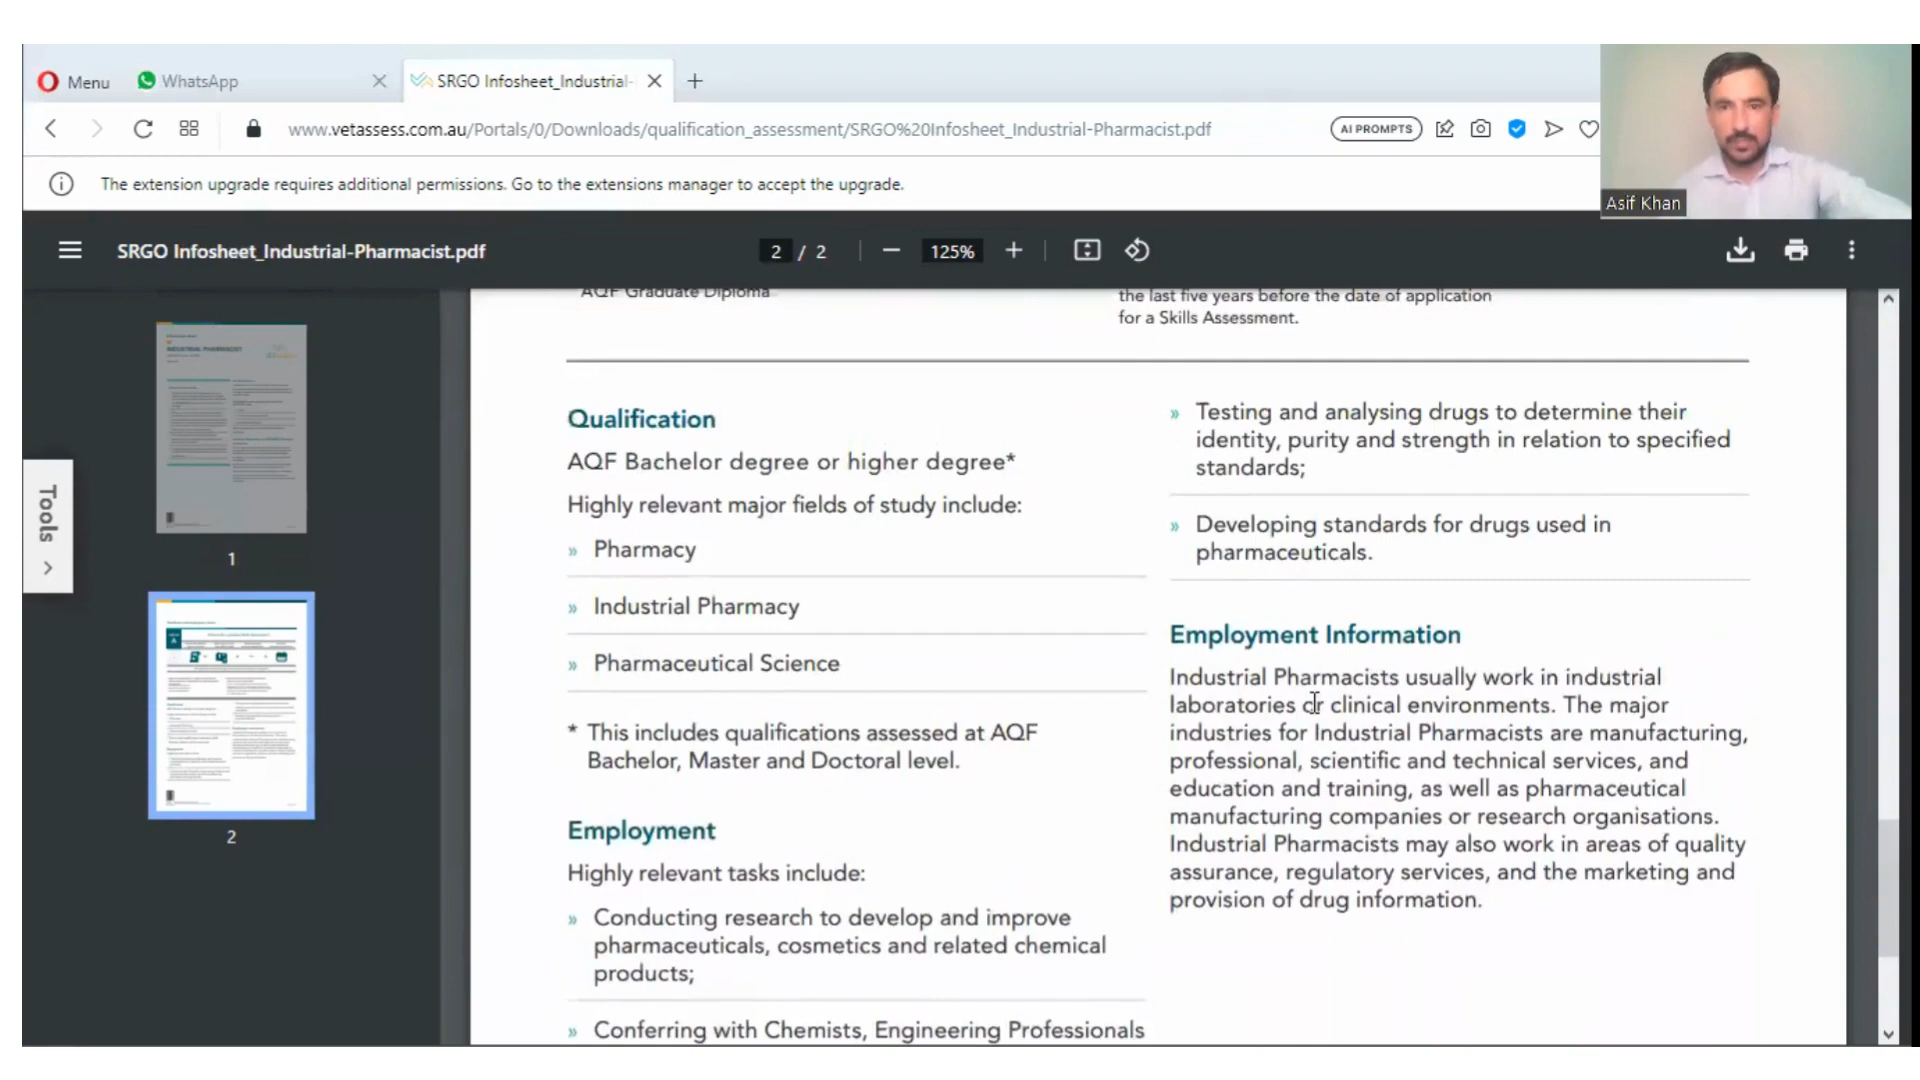 Menu
WhatsApp
SRGO Infosheet_Industrial-
www.vetassess.com.au/Portals/0/Downloads/qualification_assessment/SRGO%20Infosheet_Industrial-Pharmacist.pdf
AI PROMPTS
The extension upgrade requires additional permissions. Go to the extensions manager to accept the upgrade.
Asif Khan
SRGO Infosheet_Industrial-Pharmacist.pdf
2 / 2
125%
Tools
1
2
AQF Graduate Diploma
the last five years before the date of application
for a Skills Assessment.
Qualification
AQF Bachelor degree or higher degree*
Highly relevant major fields of study include:
» Pharmacy
» Industrial Pharmacy
» Pharmaceutical Science
* This includes qualifications assessed at AQF
Bachelor, Master and Doctoral level.
Employment
Highly relevant tasks include:
» Conducting research to develop and improve
pharmaceuticals, cosmetics and related chemical
products;
» Conferring with Chemists, Engineering Professionals
» Testing and analysing drugs to determine their
identity, purity and strength in relation to specified
standards;
» Developing standards for drugs used in
pharmaceuticals.
Employment Information
Industrial Pharmacists usually work in industrial
laboratories or clinical environments. The major
industries for Industrial Pharmacists are manufacturing,
professional, scientific and technical services, and
education and training, as well as pharmaceutical
manufacturing companies or research organisations.
Industrial Pharmacists may also work in areas of quality
assurance, regulatory services, and the marketing and
provision of drug information.